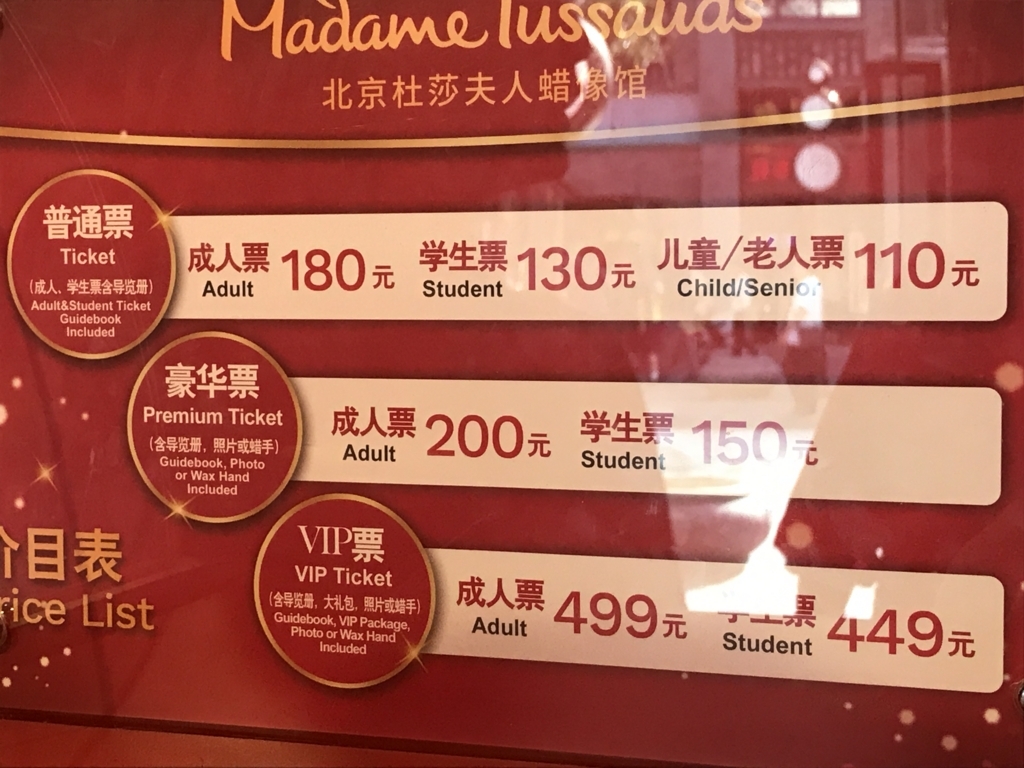 Madame Tussauds
北京杜莎夫人蜡像馆
普通票
Ticket
(成人、学生票含导览册)
Adult&Student Ticket
Guidebook
Included
成人票 180元 学生票 130元 儿童/老人票 110元
Adult Student Child/Senior
豪华票
Premium Ticket
(含导览册，照片或蜡手)
Guidebook, Photo
or Wax Hand
Included
成人票 200元 学生票 150元
Adult Student
VIP票
VIP Ticket
(含导览册，大礼包，照片或蜡手)
Guidebook, VIP Package,
Photo or Wax Hand
Included
成人票 499元 学生票 449元
Adult Student
价目表
rice List